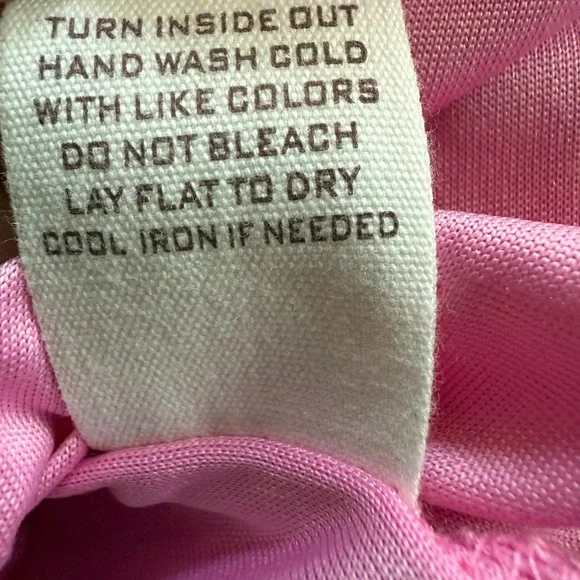 TURN INSIDE OUT
HAND WASH COLD
WITH LIKE COLORS
DO NOT BLEACH
LAY FLAT TO DRY
COOL IRON IF NEEDED